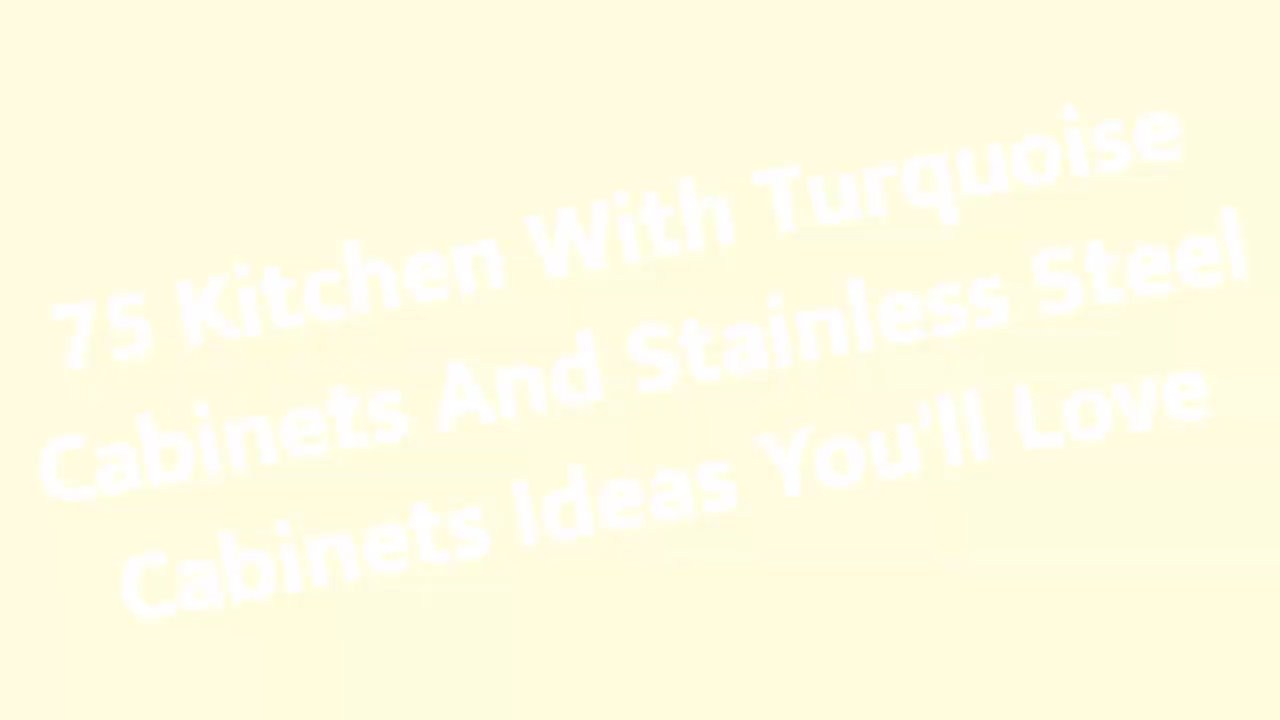 75 Kitchen With Turquoise
Cabinets And Stainless Steel
Cabinets Ideas You'll Love